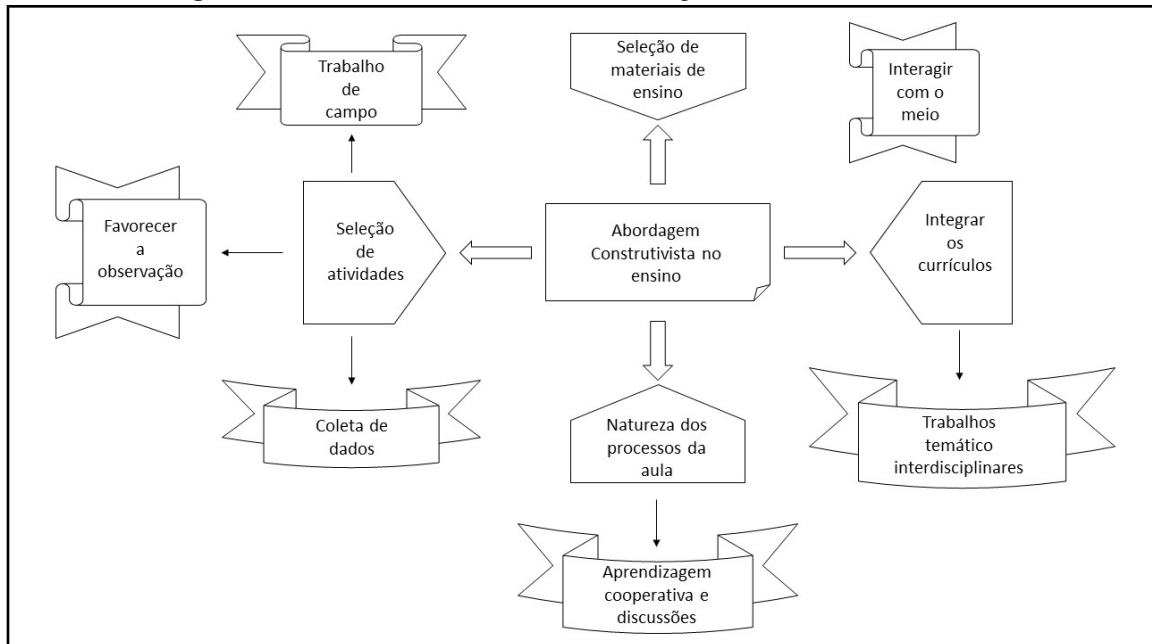 Trabalho
de
campo
Seleção de
materiais de
ensino
Interagir
com o
meio
Favorecer
a
observação
Seleção
de
atividades
Abordagem
Construtivista no
ensino
Integrar
os
currículos
Coleta de
dados
Natureza dos
processos da
aula
Trabalhos
temático
interdisciplinares
Aprendizagem
cooperativa e
discussões